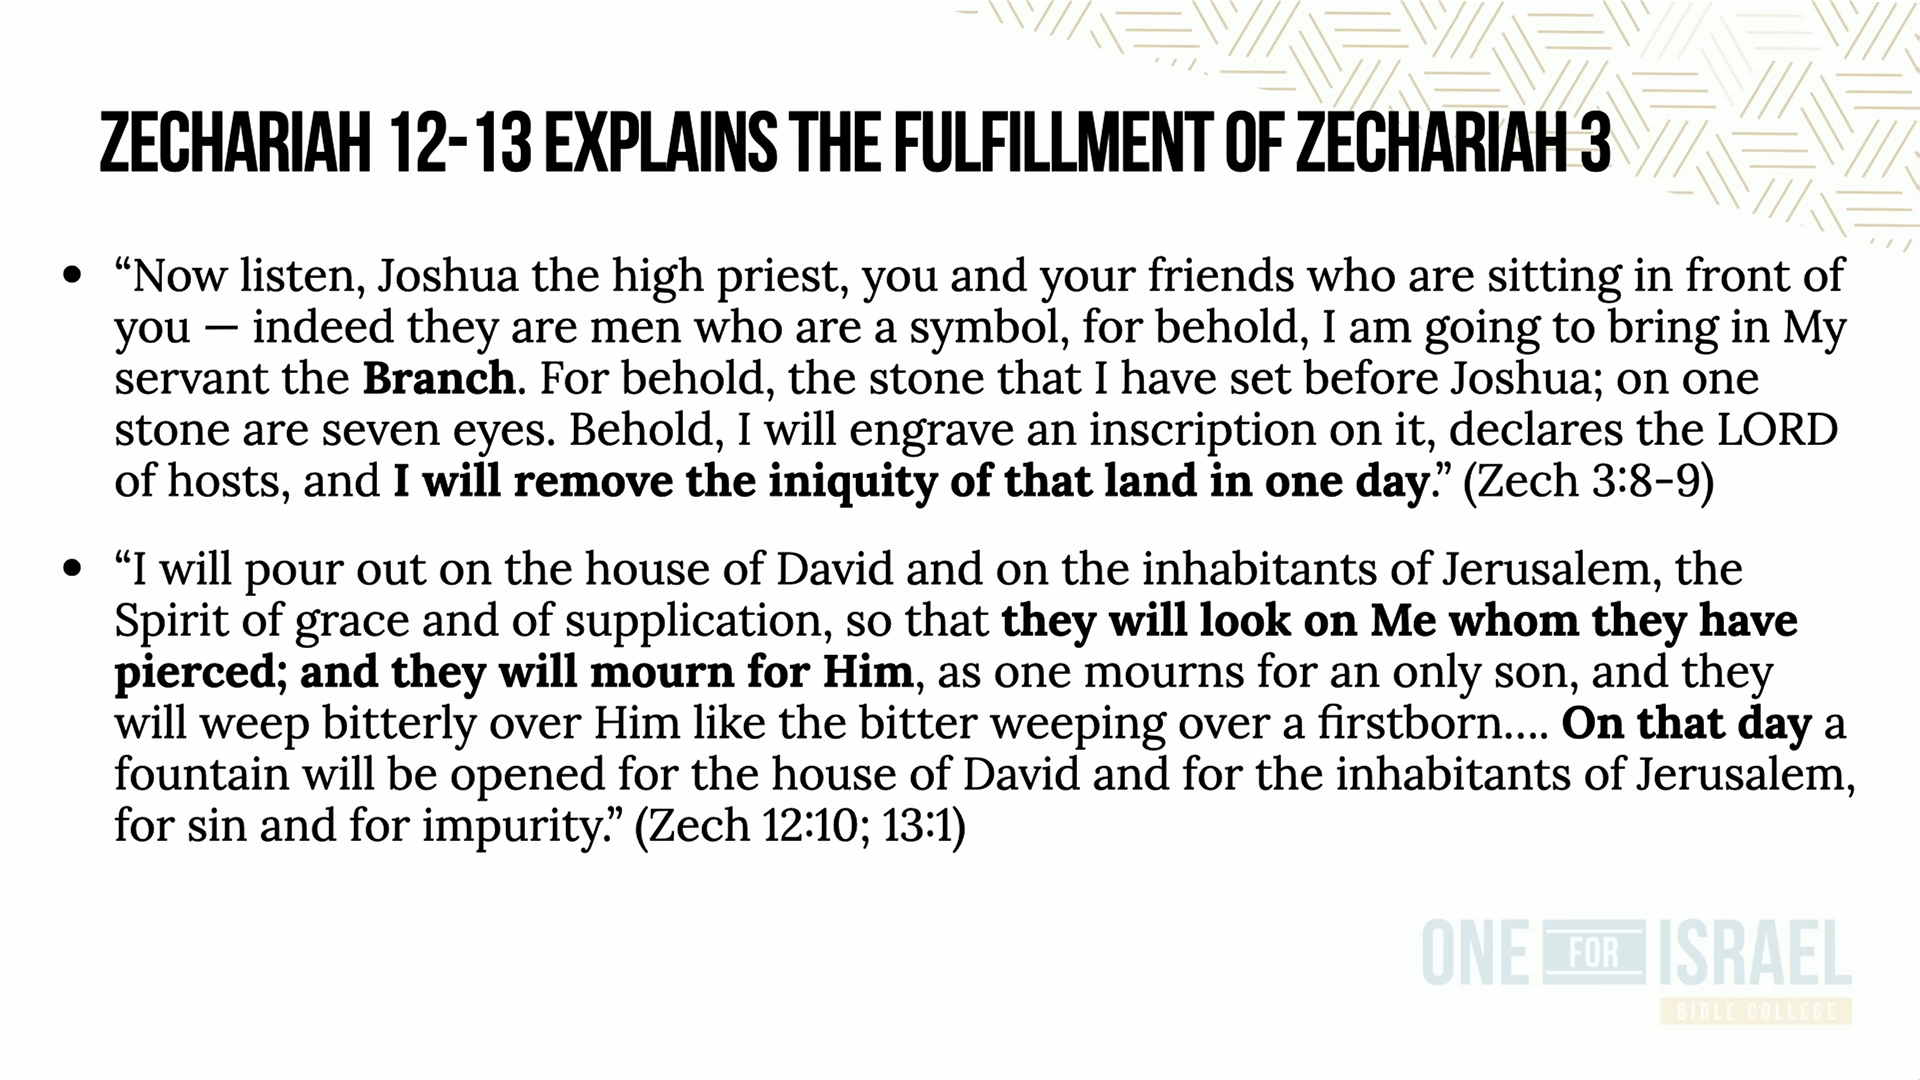 ZECHARIAH 12-13 EXPLAINS THE FULFILLMENT OF ZECHARIAH 3
• “Now listen, Joshua the high priest, you and your friends who are sitting in front of
you — indeed they are men who are a symbol, for behold, I am going to bring in My
servant the Branch. For behold, the stone that I have set before Joshua; on one
stone are seven eyes. Behold, I will engrave an inscription on it, declares the LORD
of hosts, and I will remove the iniquity of that land in one day.” (Zech 3:8-9)
• “I will pour out on the house of David and on the inhabitants of Jerusalem, the
Spirit of grace and of supplication, so that they will look on Me whom they have
pierced; and they will mourn for Him, as one mourns for an only son, and they
will weep bitterly over Him like the bitter weeping over a firstborn…. On that day a
fountain will be opened for the house of David and for the inhabitants of Jerusalem,
for sin and for impurity.” (Zech 12:10; 13:1)
ONE FOR ISRAEL
BIBLE COLLEGE